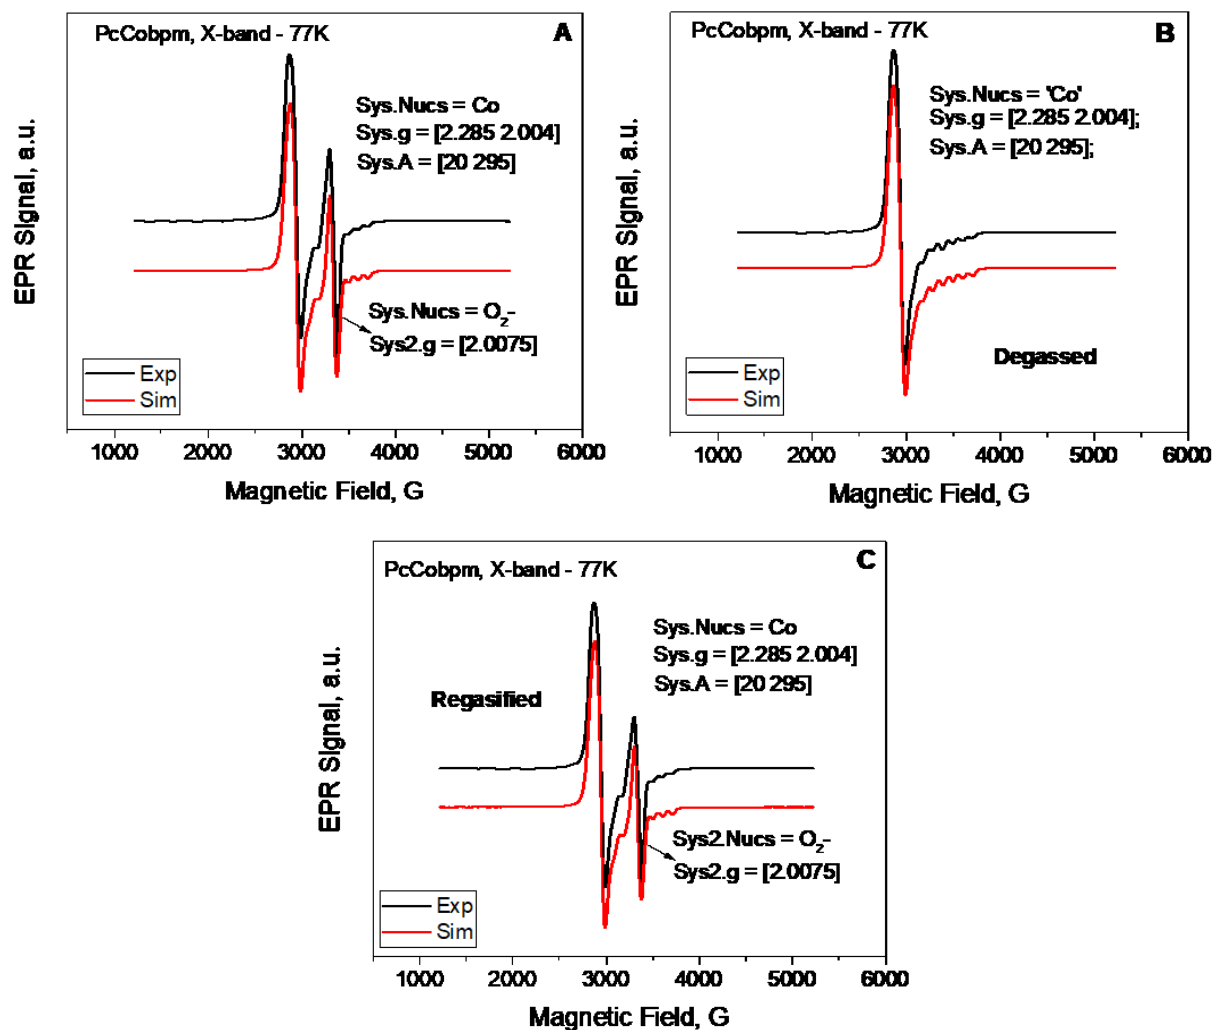 PcCobpm, X-band - 77K
A
Sys.Nucs = Co
Sys.g = [2.285 2.004]
Sys.A = [20 295]
Sys.Nucs = O₂-
Sys2.g = [2.0075]
Exp
Sim
EPR Signal, a.u.
1000 2000 3000 4000 5000 6000
Magnetic Field, G
PcCobpm, X-band - 77K
B
Sys.Nucs = 'Co'
Sys.g = [2.285 2.004];
Sys.A = [20 295];
Degassed
Exp
Sim
EPR Signal, a.u.
1000 2000 3000 4000 5000 6000
Magnetic Field, G
PcCobpm, X-band - 77K
C
Sys.Nucs = Co
Sys.g = [2.285 2.004]
Sys.A = [20 295]
Regasified
Sys2.Nucs = O₂-
Sys2.g = [2.0075]
Exp
Sim
EPR Signal, a.u.
1000 2000 3000 4000 5000 6000
Magnetic Field, G